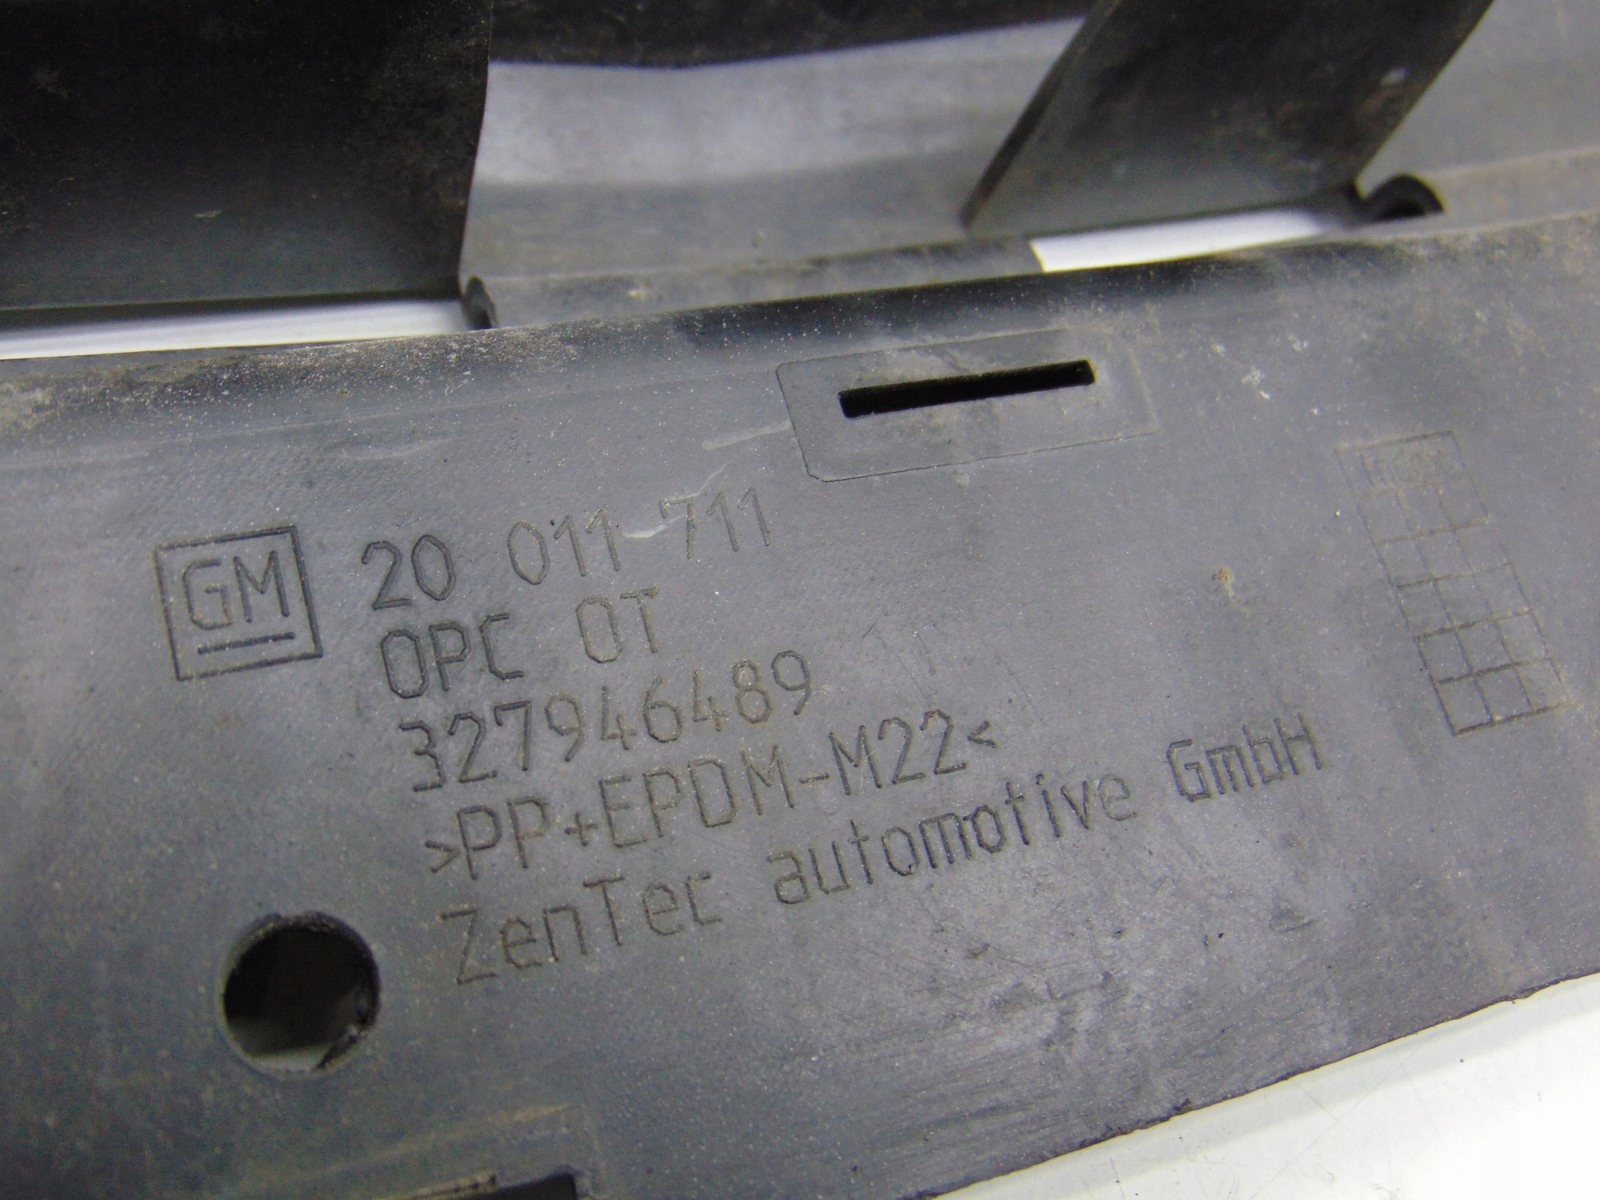 GM 20 011 711
OPC OT
327946489
>PP+EPDM-M22<
ZenTec automotive GmbH